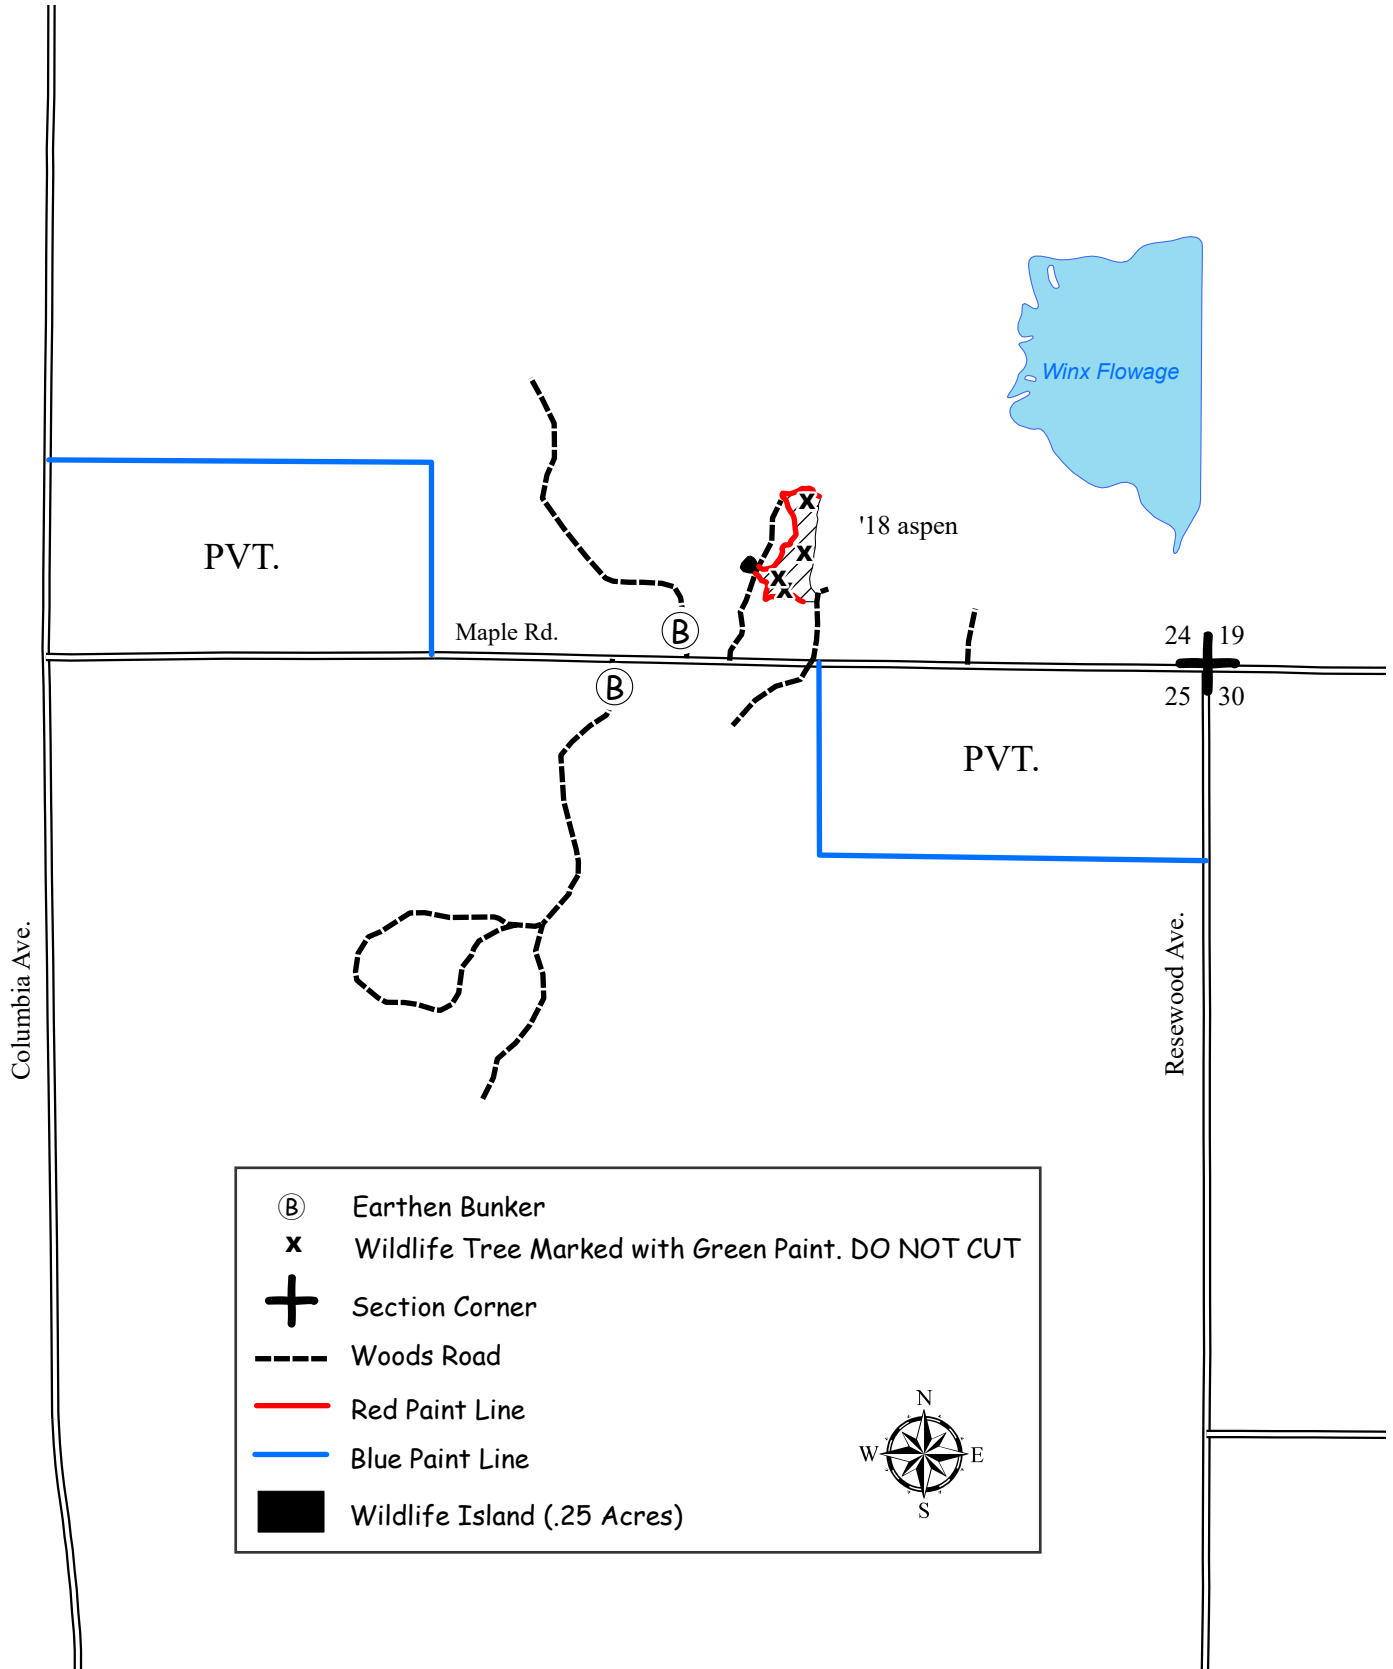 Winx Flowage
'18 aspen
PVT.
Maple Rd.
B
24 19
25 30
B
PVT.
Columbia Ave.
Resewood Ave.
B Earthen Bunker
x Wildlife Tree Marked with Green Paint. DO NOT CUT
Section Corner
Woods Road
Red Paint Line
Blue Paint Line
Wildlife Island (.25 Acres)
N
W E
S